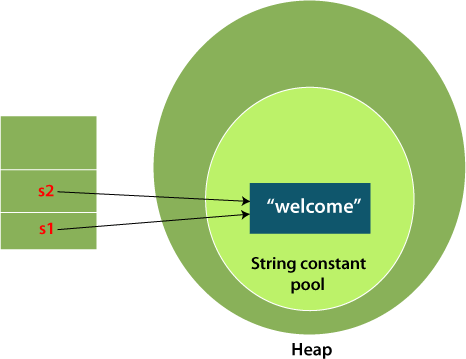 s2
s1
“welcome”
String constant
pool
Heap